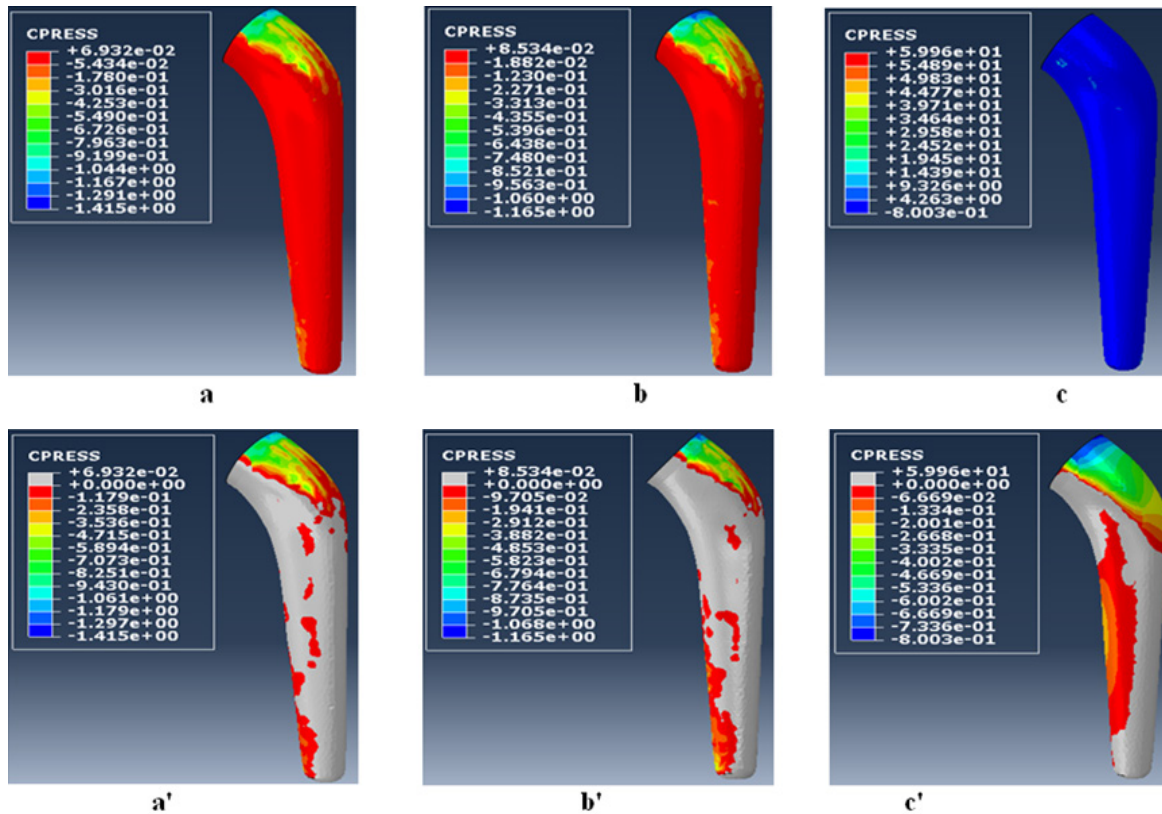 CPRESS
+6.932e-02
-5.434e-02
-1.780e-01
-3.016e-01
-4.253e-01
-5.490e-01
-6.726e-01
-7.963e-01
-9.199e-01
-1.044e+00
-1.167e+00
-1.291e+00
-1.415e+00
a
CPRESS
+8.534e-02
-1.882e-02
-1.230e-01
-2.271e-01
-3.313e-01
-4.355e-01
-5.396e-01
-6.438e-01
-7.480e-01
-8.521e-01
-9.563e-01
-1.060e+00
-1.165e+00
b
CPRESS
+5.996e+01
+5.489e+01
+4.983e+01
+4.477e+01
+3.971e+01
+3.464e+01
+2.958e+01
+2.452e+01
+1.945e+01
+1.439e+01
+9.326e+00
+4.263e+00
-8.003e-01
c
CPRESS
+6.932e-02
+0.000e+00
-1.179e-01
-2.358e-01
-3.536e-01
-4.715e-01
-5.894e-01
-7.073e-01
-8.251e-01
-9.430e-01
-1.061e+00
-1.179e+00
-1.297e+00
-1.415e+00
a'
CPRESS
+8.534e-02
+0.000e+00
-9.705e-02
-1.941e-01
-2.912e-01
-3.882e-01
-4.853e-01
-5.823e-01
-6.794e-01
-7.764e-01
-8.735e-01
-9.705e-01
-1.068e+00
-1.165e+00
b'
CPRESS
+5.996e+01
+0.000e+00
-6.669e-02
-1.334e-01
-2.001e-01
-2.668e-01
-3.335e-01
-4.002e-01
-4.669e-01
-5.336e-01
-6.002e-01
-6.669e-01
-7.336e-01
-8.003e-01
c'